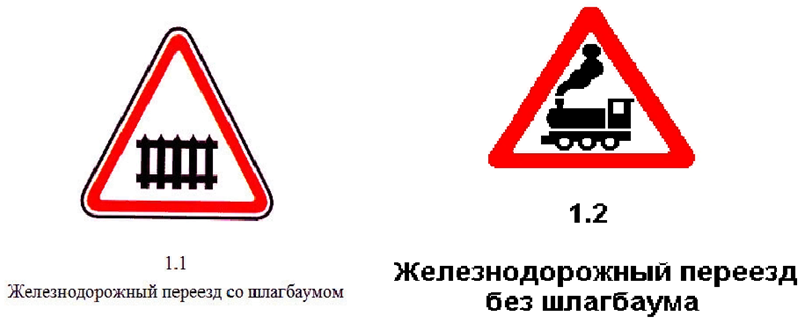 1.1
Железнодорожный переезд со шлагбаумом
1.2
Железнодорожный переезд
без шлагбаума